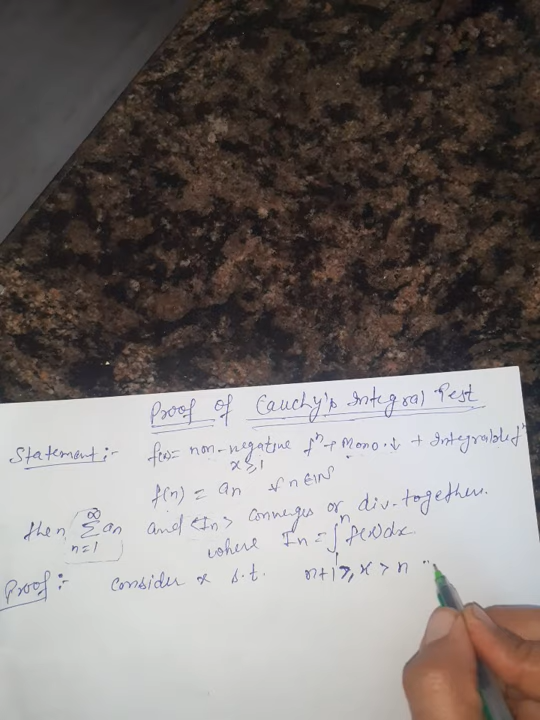 Proof of Cauchy's Integral Test
Statement :- f(x) = non-negative fⁿ + Mono.↓ + Integrable fⁿ
x ≥ 1
f(n) = aₙ ∀ n ∈ ℕ
then ∑_{n=1}^{∞} aₙ and <Iₙ> converges or div. together.
where Iₙ = ∫₁ⁿ f(x)dx
Proof :- Consider x s.t. n+1 ≥ x > n